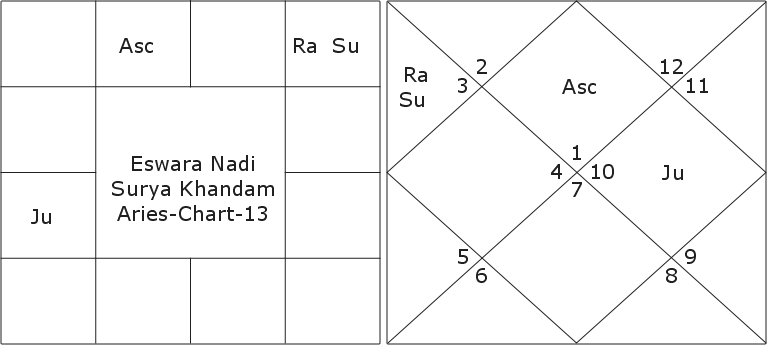 Asc
Ra Su
Eswara Nadi
Surya Khandam
Aries-Chart-13
Ju
Ra
Su
2
3
Asc
12
11
1
4
10
7
Ju
5
6
9
8